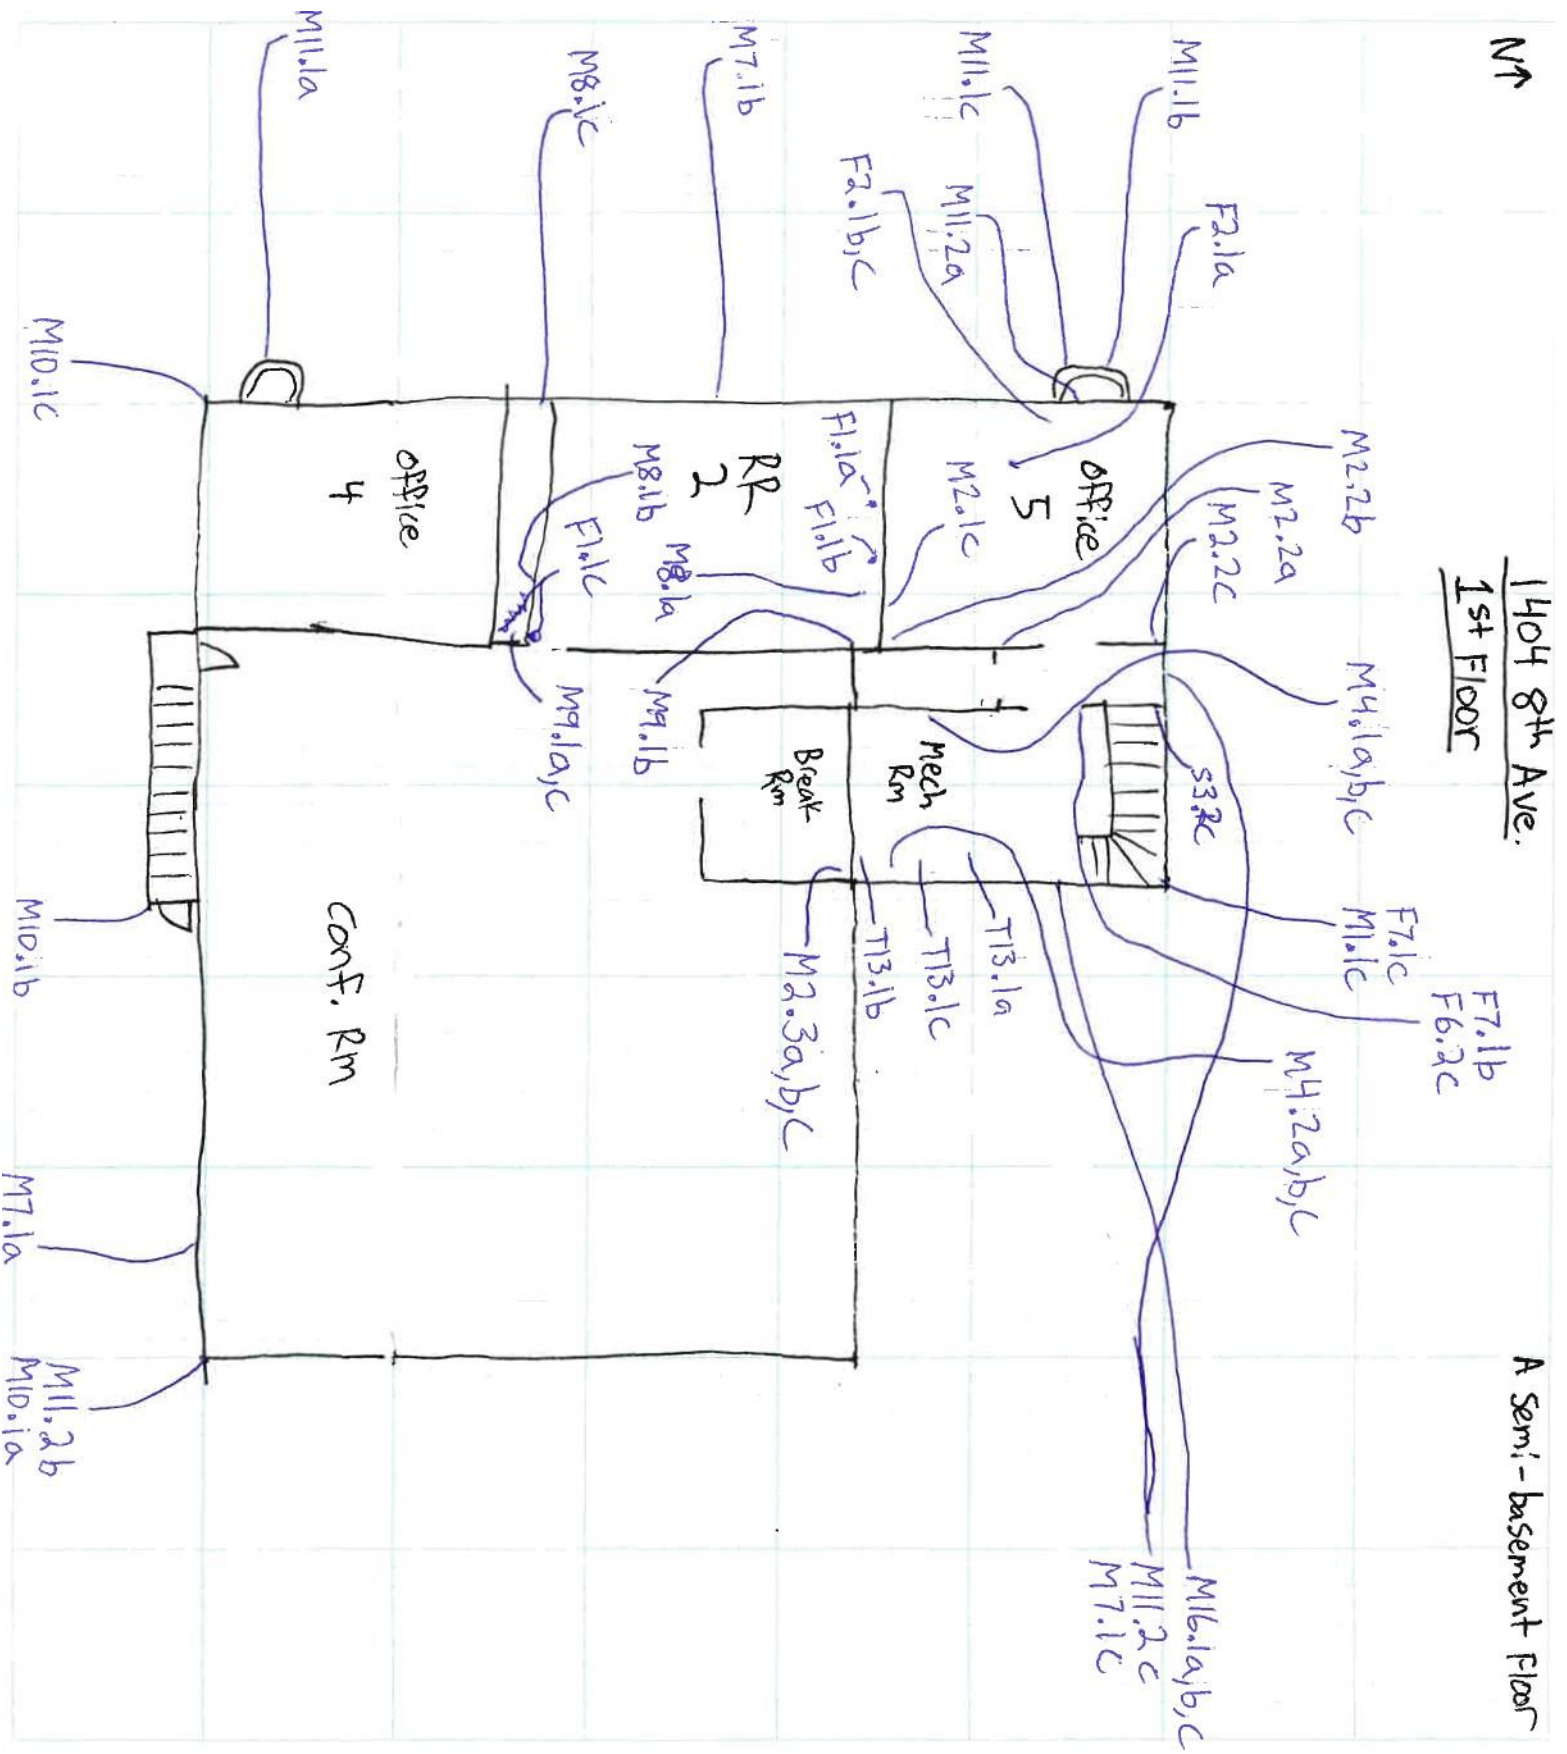 N↑
1404 8th Ave.
1st Floor
A semi-basement Floor
M11.1b
M11.1c
F2.1a
M11.2a
F2.1b,c
M7.1b
M8.1c
M11.1a
M10.1c
M2.2b
M2.2a
M2.2c
M4.1a,b,c
F7.1c
M1.1c
F7.1b
F6.2c
M4.2a,b,c
M16.1a,b,c
M11.2c
M7.1c
office
5
M2.1c
F1.1a
F1.1b
RR
2
M8.1a
M8.1b
F1.1c
office
4
M9.1b
M9.1a,c
Mech
Rm
Break
Rm
T13.1a
T13.1c
T13.1b
M2.3a,b,c
Conf. Rm
M10.1b
M7.1a
M11.2b
M10.1a